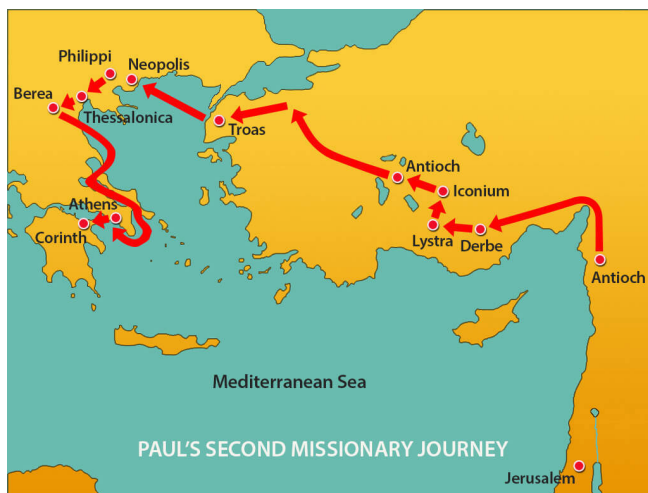 Philippi
Neopolis
Berea
Thessalonica
Troas
Antioch
Iconium
Athens
Corinth
Lystra
Derbe
Antioch
Mediterranean Sea
PAUL'S SECOND MISSIONARY JOURNEY
Jerusalem